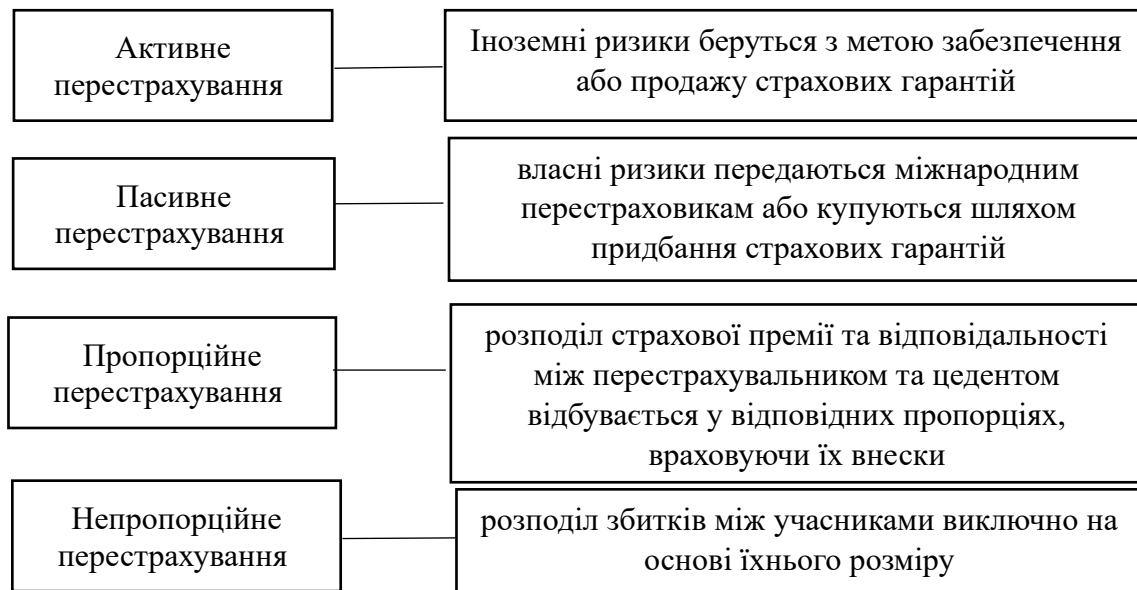 Активне
перестрахування
Іноземні ризики беруться з метою забезпечення
або продажу страхових гарантій
Пасивне
перестрахування
власні ризики передаються міжнародним
перестраховикам або купуються шляхом
придбання страхових гарантій
Пропорційне
перестрахування
розподіл страхової премії та відповідальності
між перестрахувальником та цедентом
відбувається у відповідних пропорціях,
враховуючи їх внески
Непропорційне
перестрахування
розподіл збитків між учасниками виключно на
основі їхнього розміру